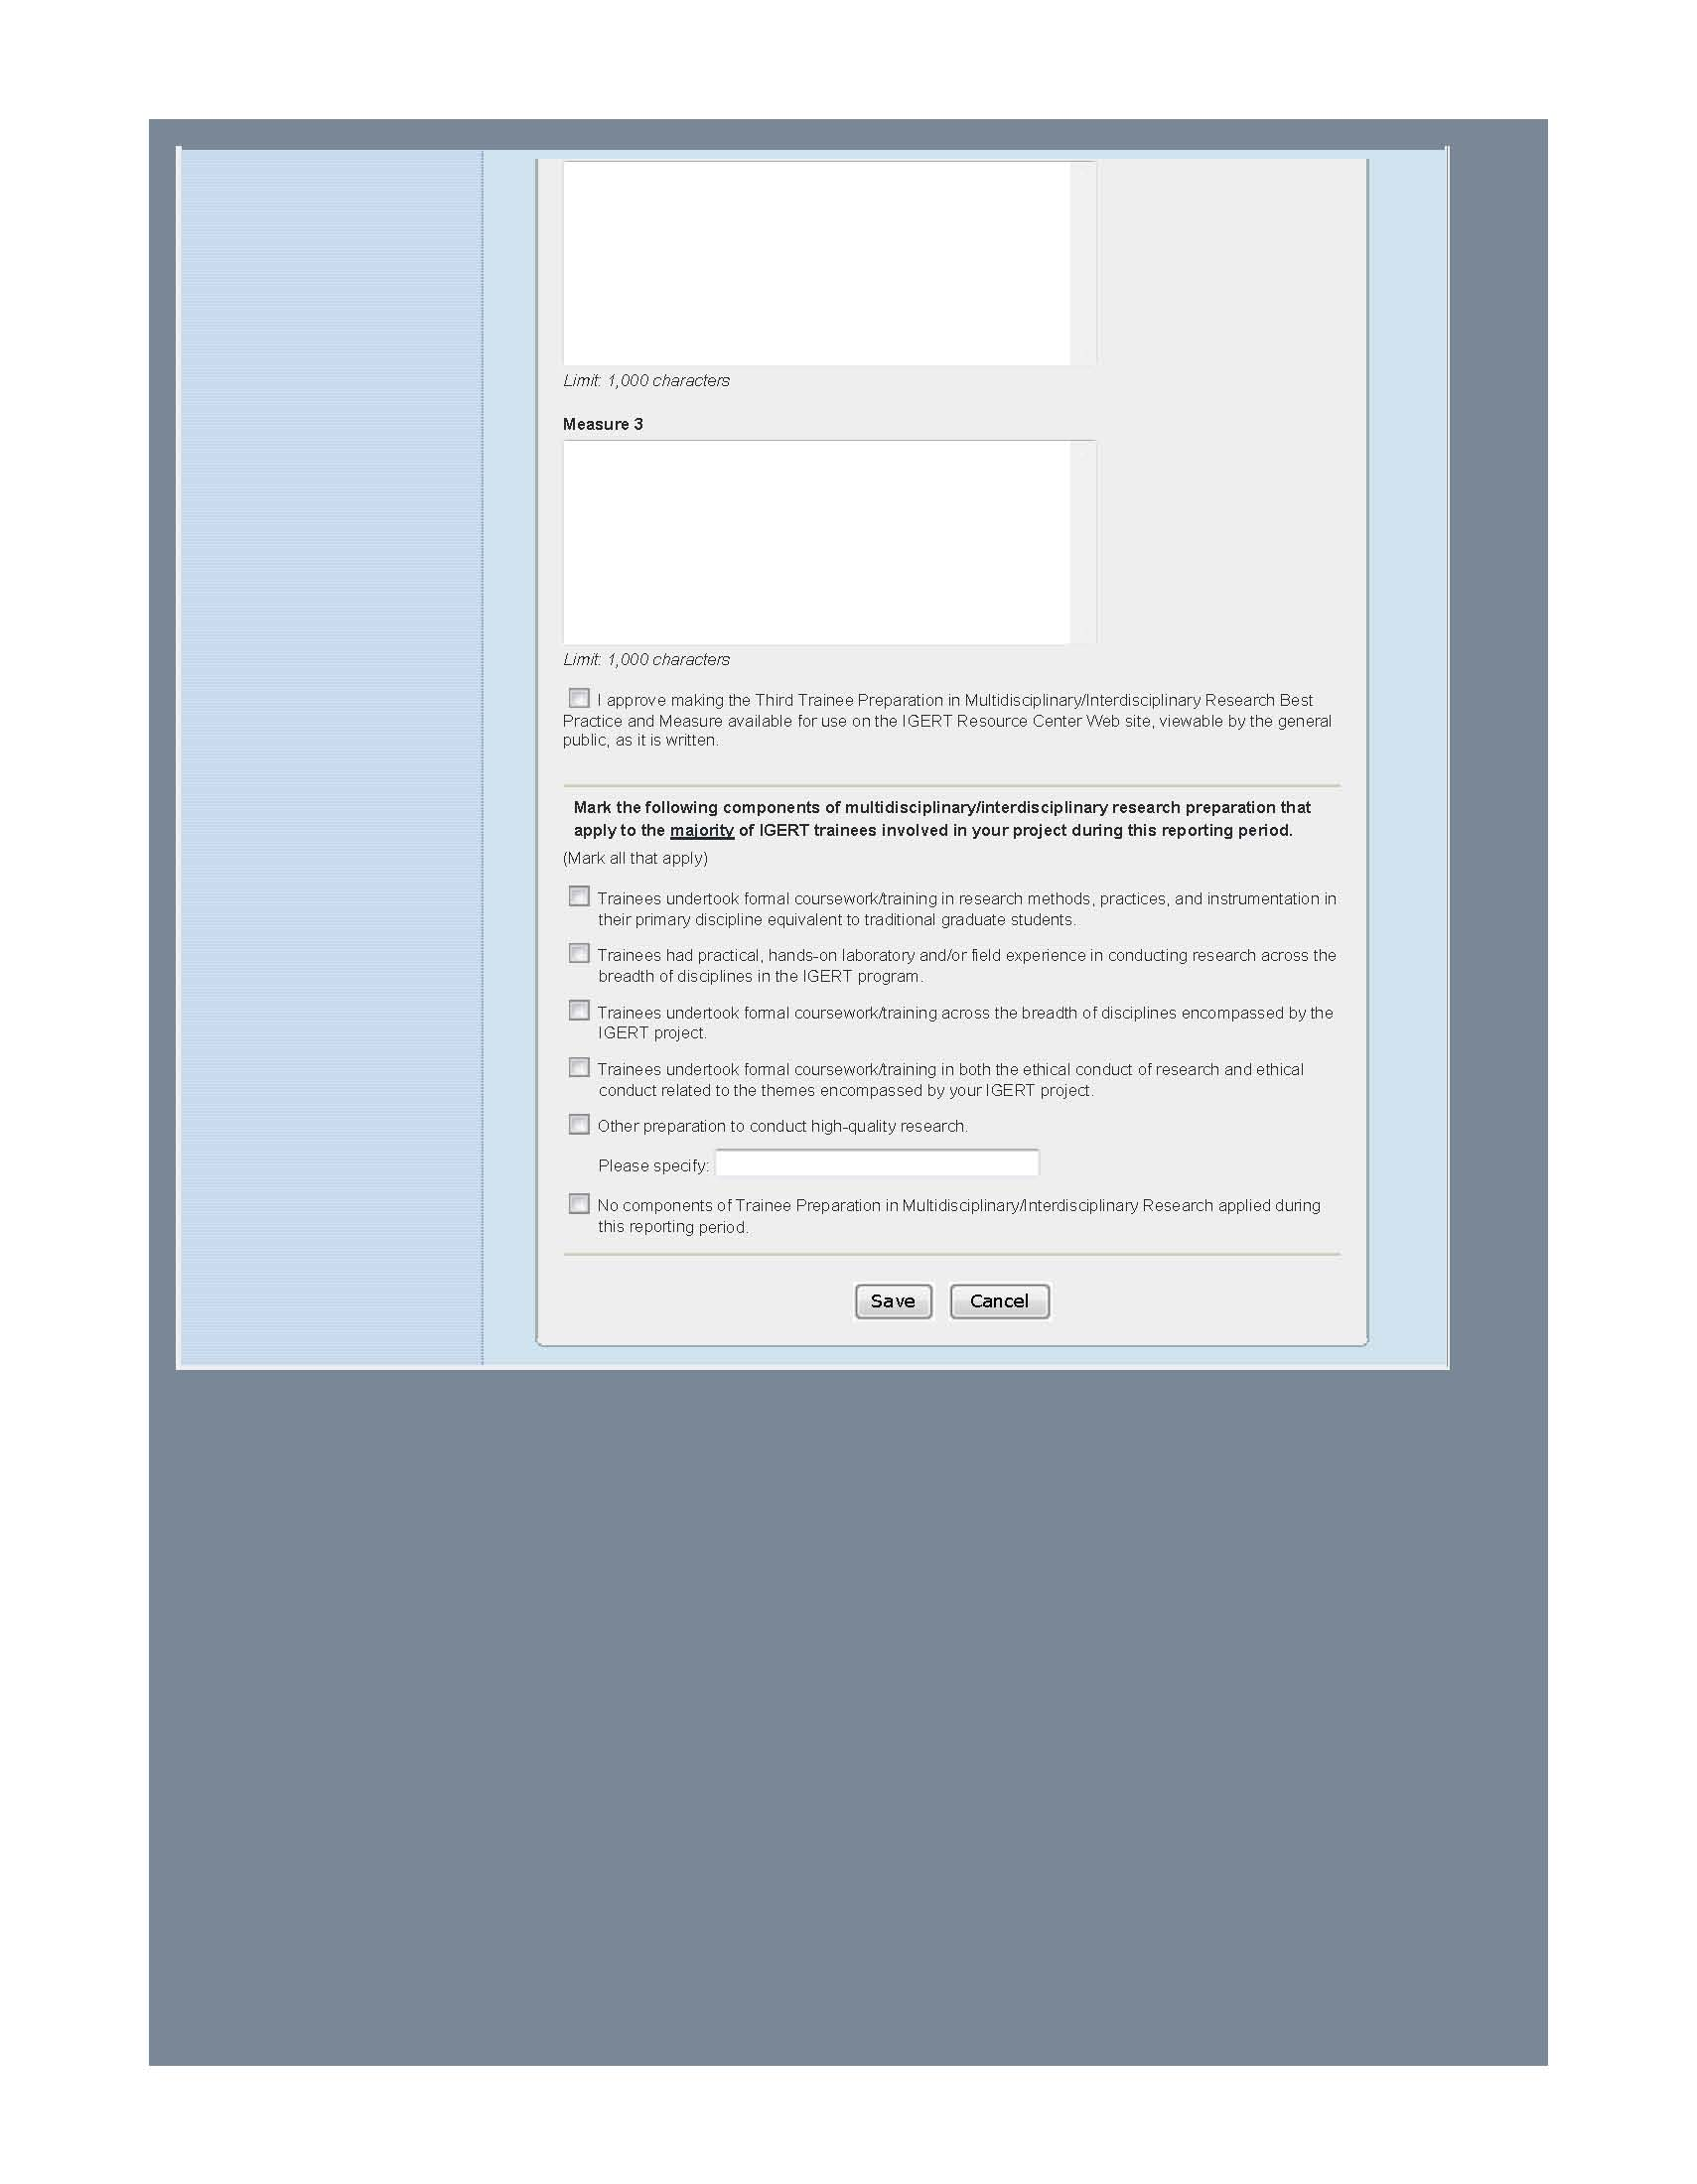 Limit: 1,000 characters
Measure 3
Limit: 1,000 characters
I approve making the Third Trainee Preparation in Multidisciplinary/Interdisciplinary Research Best
Practice and Measure available for use on the IGERT Resource Center Web site, viewable by the general
public, as it is written.
Mark the following components of multidisciplinary/interdisciplinary research preparation that
apply to the majority of IGERT trainees involved in your project during this reporting period.
(Mark all that apply)
Trainees undertook formal coursework/training in research methods, practices, and instrumentation in
their primary discipline equivalent to traditional graduate students.
Trainees had practical, hands-on laboratory and/or field experience in conducting research across the
breadth of disciplines in the IGERT program.
Trainees undertook formal coursework/training across the breadth of disciplines encompassed by the
IGERT project.
Trainees undertook formal coursework/training in both the ethical conduct of research and ethical
conduct related to the themes encompassed by your IGERT project.
Other preparation to conduct high-quality research.
Please specify:
No components of Trainee Preparation in Multidisciplinary/Interdisciplinary Research applied during
this reporting period.
Save Cancel